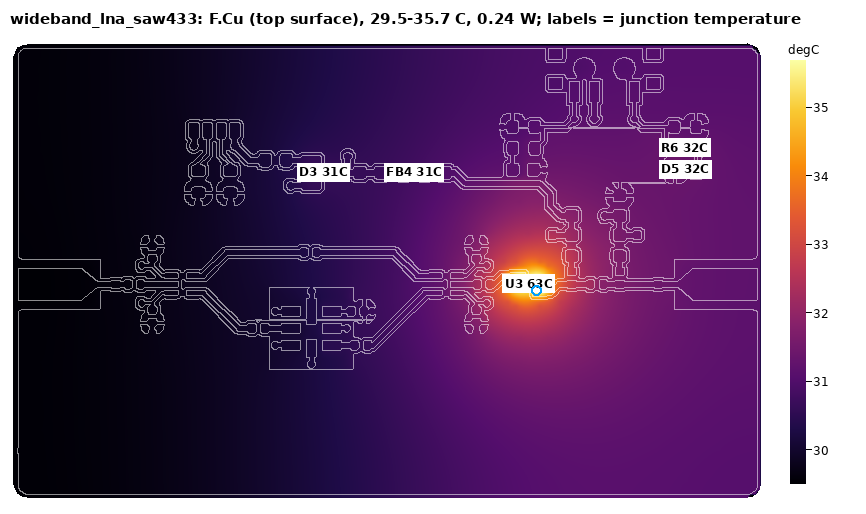 wideband_lna_saw433: F.Cu (top surface), 29.5-35.7 C, 0.24 W; labels = junction temperature
degC
35
R6 32C
D5 32C
D3 31C
FB4 31C
34
33
U3 63C
32
31
30